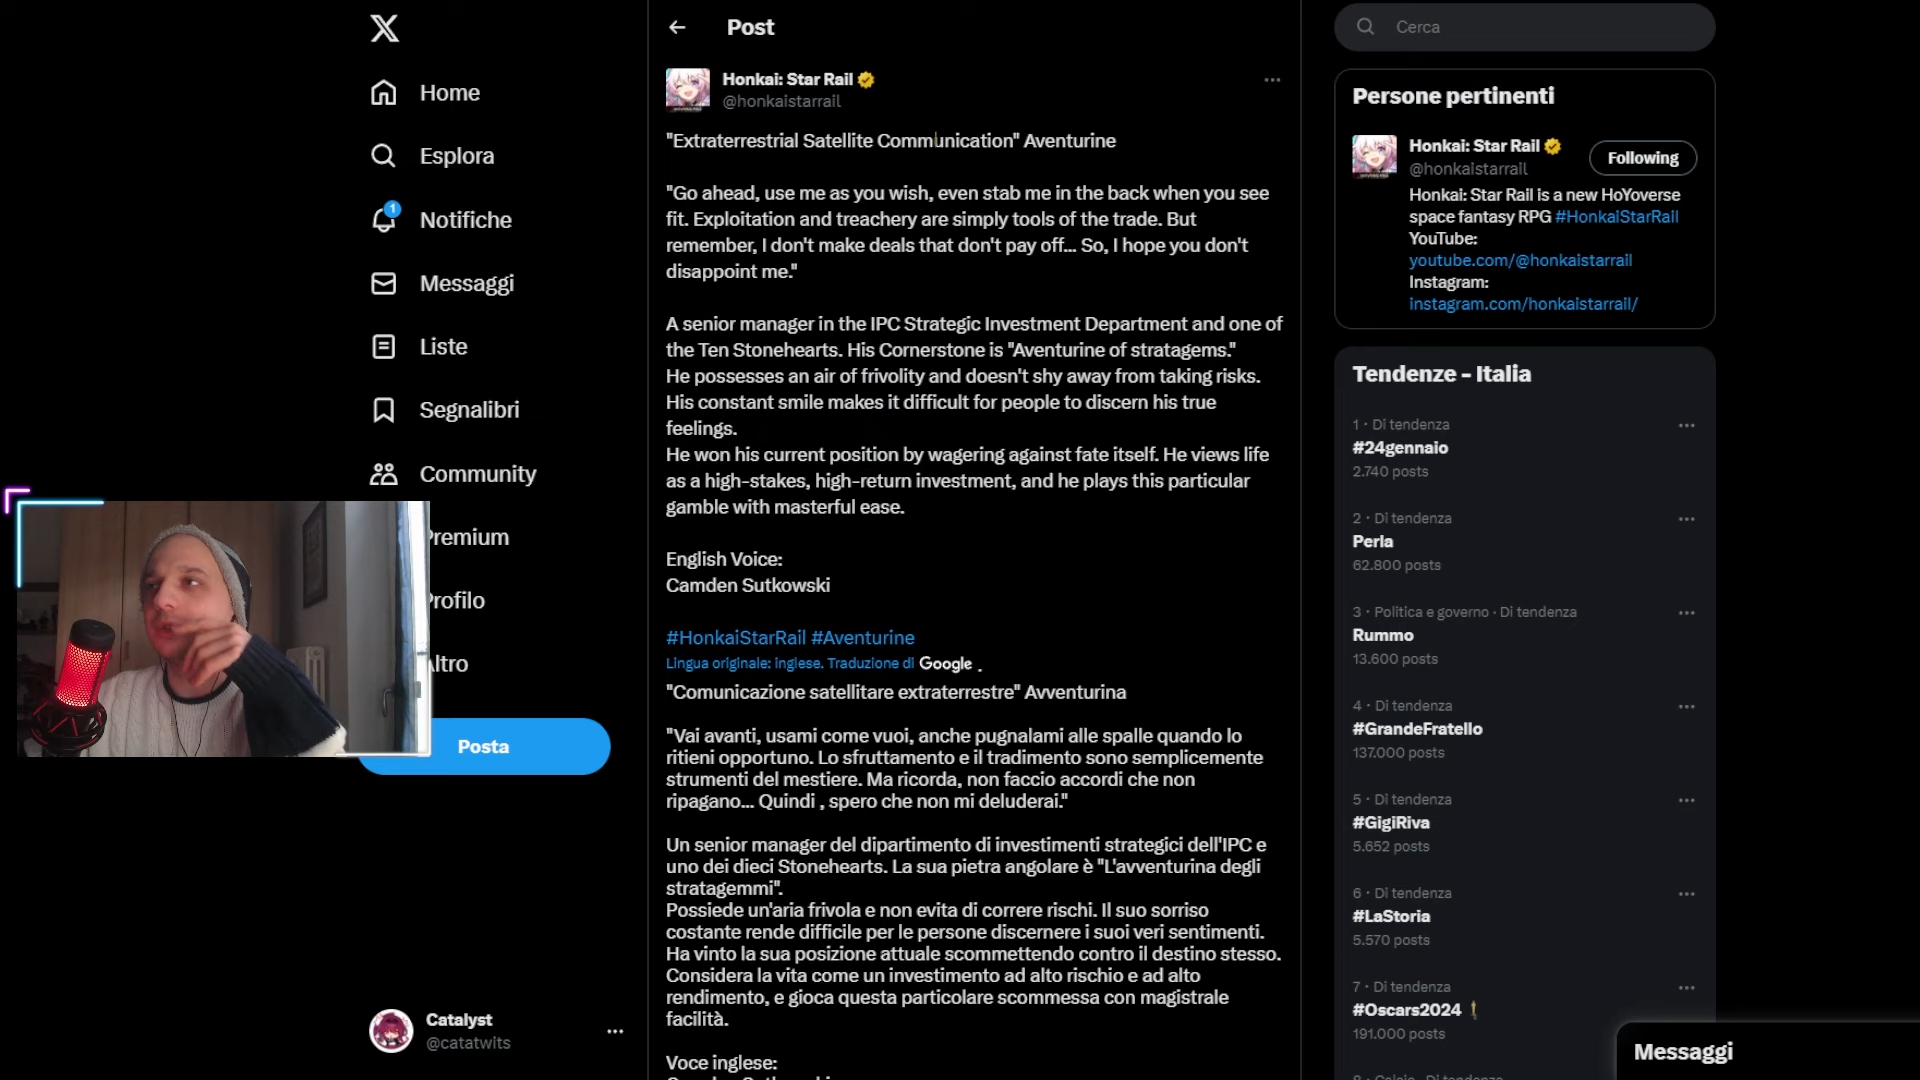 Home
Esplora
1
Notifiche
Messaggi
Liste
Segnalibri
Community
Premium
Profilo
Altro
Posta
Catalyst
@catatwits
Post
Honkai: Star Rail
@honkaistarrail
"Extraterrestrial Satellite Communication" Aventurine
"Go ahead, use me as you wish, even stab me in the back when you see
fit. Exploitation and treachery are simply tools of the trade. But
remember, I don't make deals that don't pay off... So, I hope you don't
disappoint me."
A senior manager in the IPC Strategic Investment Department and one of
the Ten Stonehearts. His Cornerstone is "Aventurine of stratagems."
He possesses an air of frivolity and doesn't shy away from taking risks.
His constant smile makes it difficult for people to discern his true
feelings.
He won his current position by wagering against fate itself. He views life
as a high-stakes, high-return investment, and he plays this particular
gamble with masterful ease.
English Voice:
Camden Sutkowski
#HonkaiStarRail #Aventurine
Lingua originale: inglese. Traduzione di Google .
"Comunicazione satellitare extraterrestre" Avventurina
"Vai avanti, usami come vuoi, anche pugnalami alle spalle quando lo
ritieni opportuno. Lo sfruttamento e il tradimento sono semplicemente
strumenti del mestiere. Ma ricorda, non faccio accordi che non
ripagano... Quindi , spero che non mi deluderai."
Un senior manager del dipartimento di investimenti strategici dell'IPC e
uno dei dieci Stonehearts. La sua pietra angolare è "L'avventurina degli
stratagemmi".
Possiede un'aria frivola e non evita di correre rischi. Il suo sorriso
costante rende difficile per le persone discernere i suoi veri sentimenti.
Ha vinto la sua posizione attuale scommettendo contro il destino stesso.
Considera la vita come un investimento ad alto rischio e ad alto
rendimento, e gioca questa particolare scommessa con magistrale
facilità.
Voce inglese:
Cerca
Persone pertinenti
Honkai: Star Rail
@honkaistarrail
Following
Honkai: Star Rail is a new HoYoverse
space fantasy RPG #HonkaiStarRail
YouTube:
youtube.com/@honkaistarrail
Instagram:
instagram.com/honkaistarrail/
Tendenze - Italia
1 · Di tendenza
#24gennaio
2.740 posts
2 · Di tendenza
Perla
62.800 posts
3 · Politica e governo · Di tendenza
Rummo
13.600 posts
4 · Di tendenza
#GrandeFratello
137.000 posts
5 · Di tendenza
#GigiRiva
5.652 posts
6 · Di tendenza
#LaStoria
5.570 posts
7 · Di tendenza
#Oscars2024
191.000 posts
Messaggi